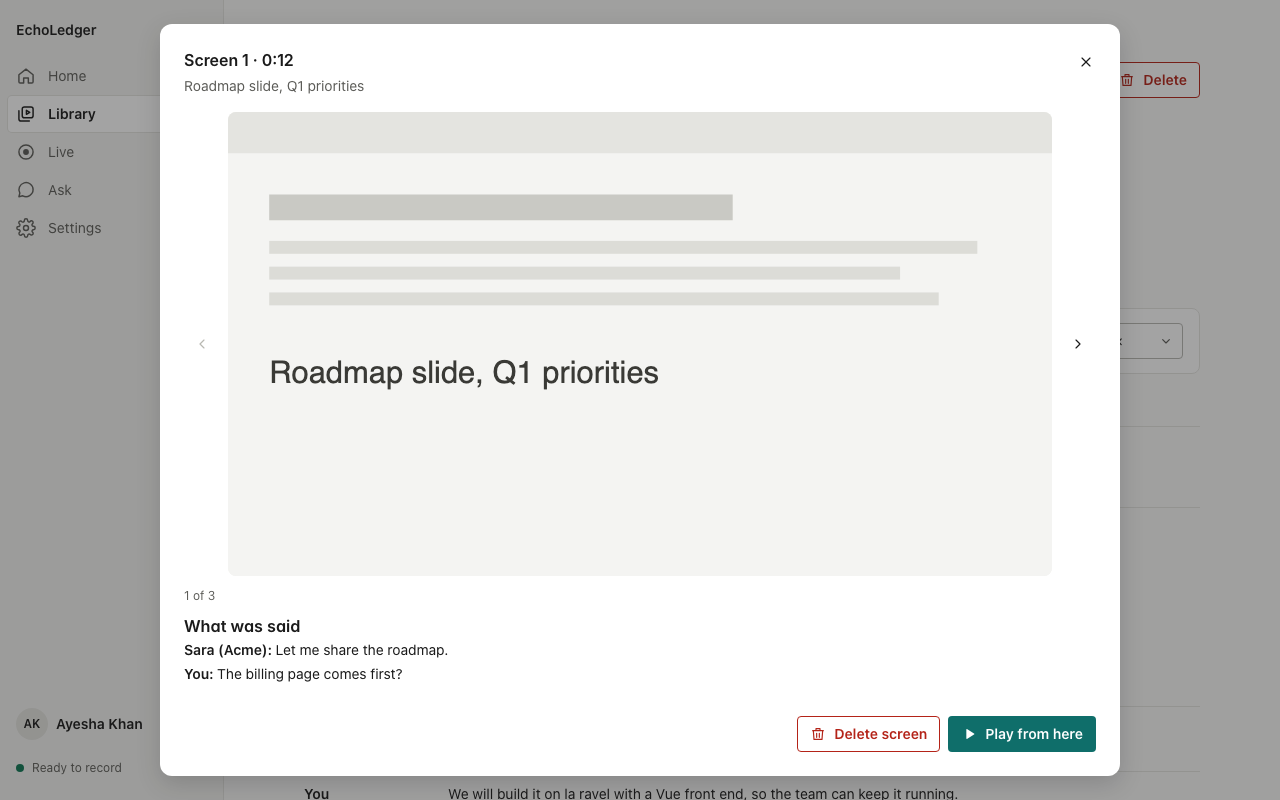 EchoLedger
Home
Library
Live
Ask
Settings
AK Ayesha Khan
Ready to record
Delete
Screen 1 · 0:12
Roadmap slide, Q1 priorities
Roadmap slide, Q1 priorities
1 of 3
What was said
Sara (Acme): Let me share the roadmap.
You: The billing page comes first?
Delete screen
Play from here
You We will build it on la ravel with a Vue front end, so the team can keep it running.